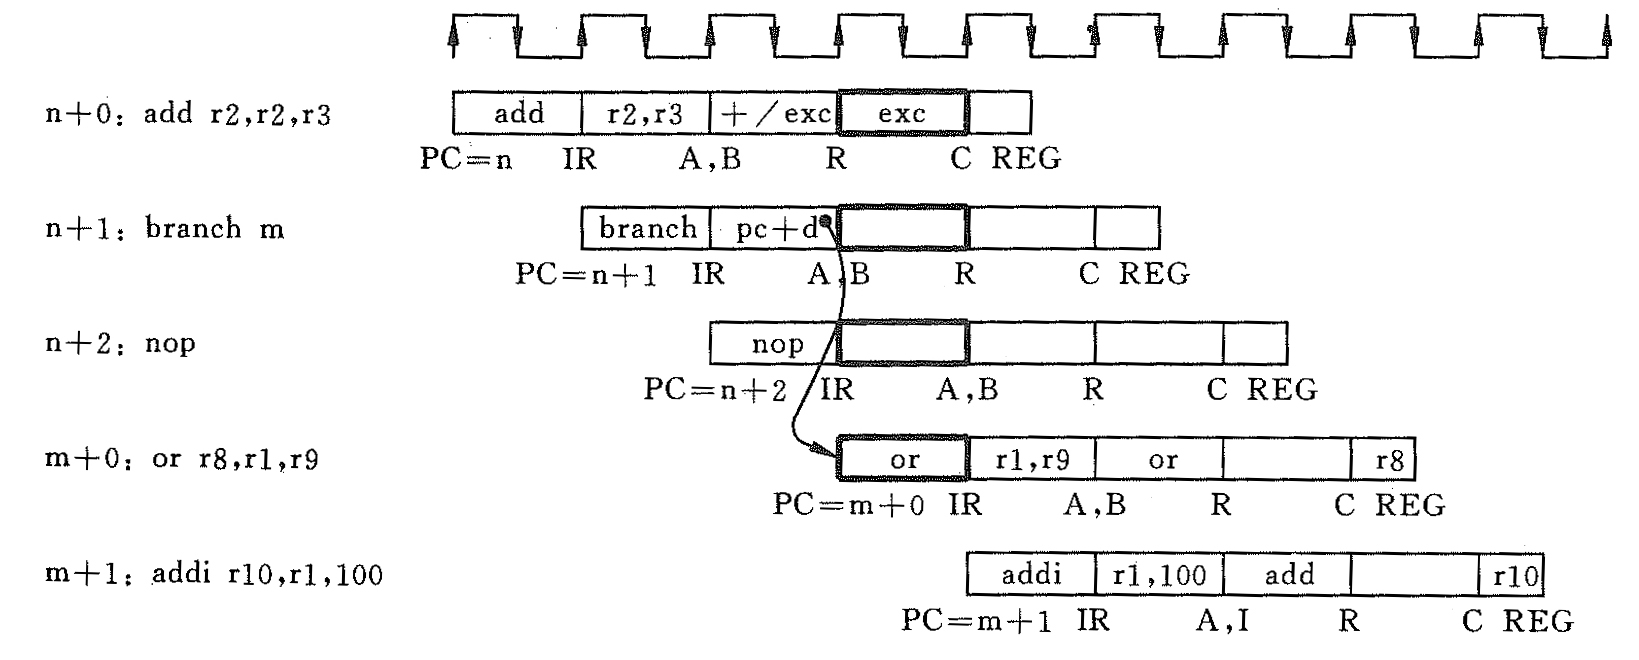 n+0: add r2,r2,r3 add r2,r3 +/exc exc
PC=n IR A,B R C REG
n+1: branch m branch pc+d
PC=n+1 IR A,B R C REG
n+2: nop nop
PC=n+2 IR A,B R C REG
m+0: or r8,r1,r9 or r1,r9 or r8
PC=m+0 IR A,B R C REG
m+1: addi r10,r1,100 addi r1,100 add r10
PC=m+1 IR A,I R C REG